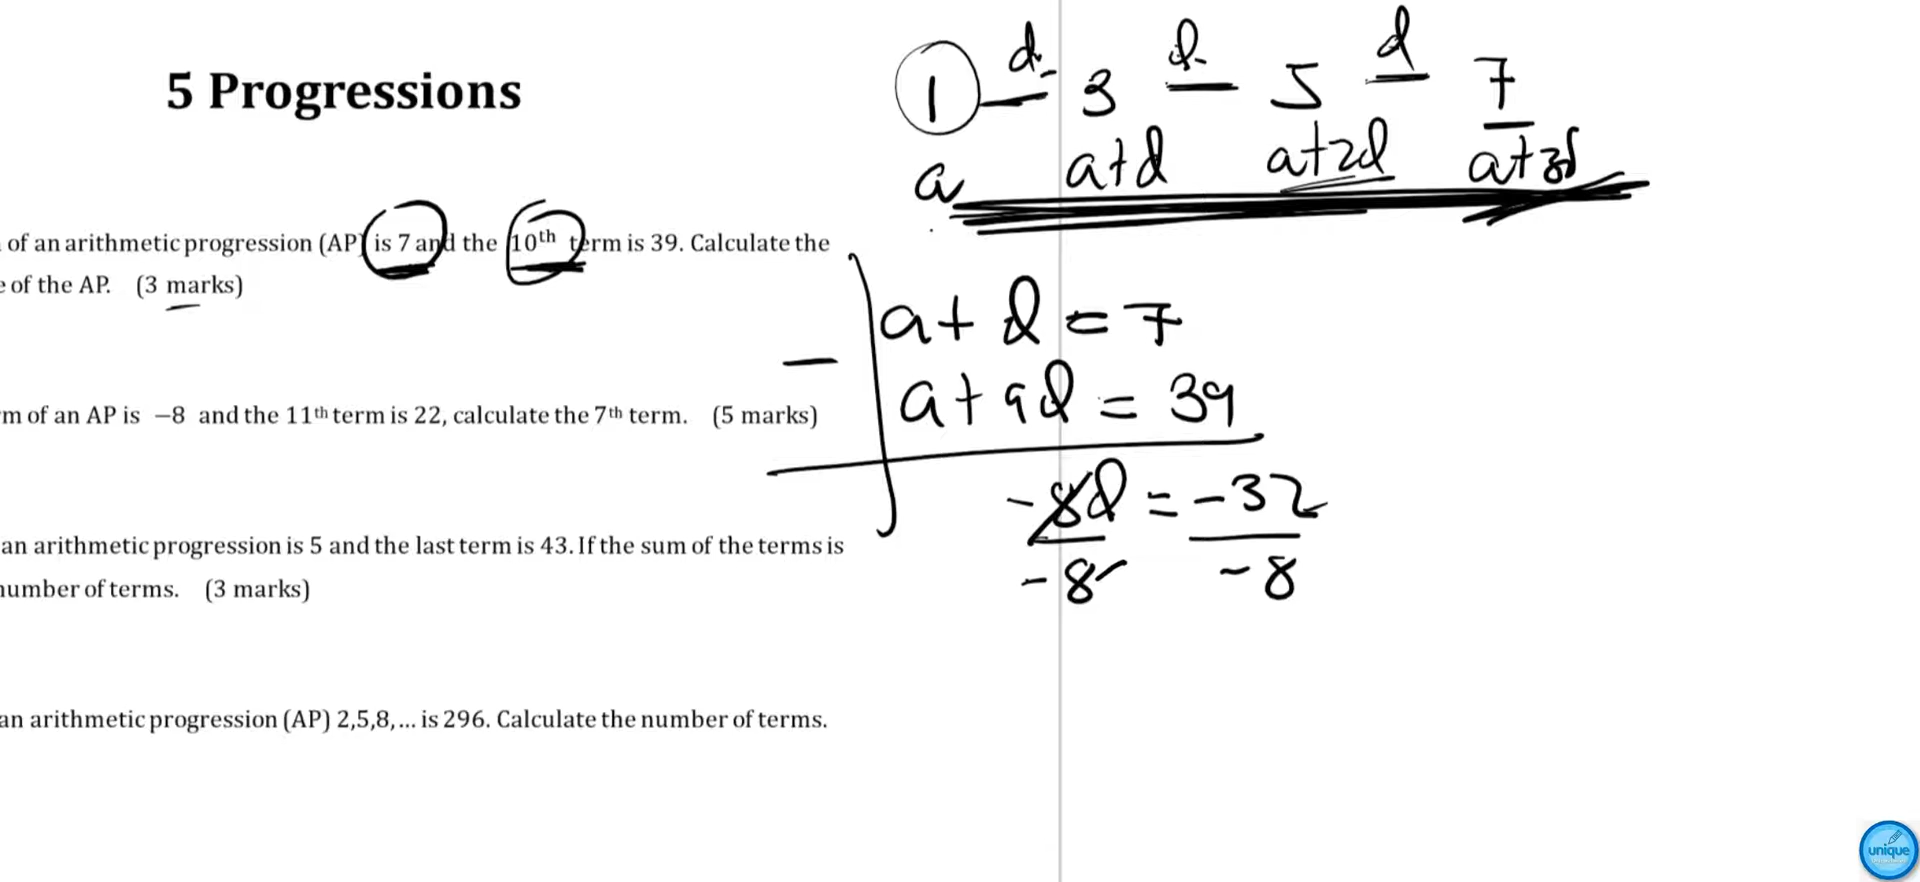 5 Progressions
1 d 3 d 5 d 7
a a+d a+2d a+3d
of an arithmetic progression (AP) is 7 and the 10th term is 39. Calculate the
e of the AP. (3 marks)
a + d = 7
− a + 9d = 39
-8d = -32
-8 -8
m of an AP is −8 and the 11th term is 22, calculate the 7th term. (5 marks)
an arithmetic progression is 5 and the last term is 43. If the sum of the terms is
number of terms. (3 marks)
an arithmetic progression (AP) 2,5,8,... is 296. Calculate the number of terms.
unique